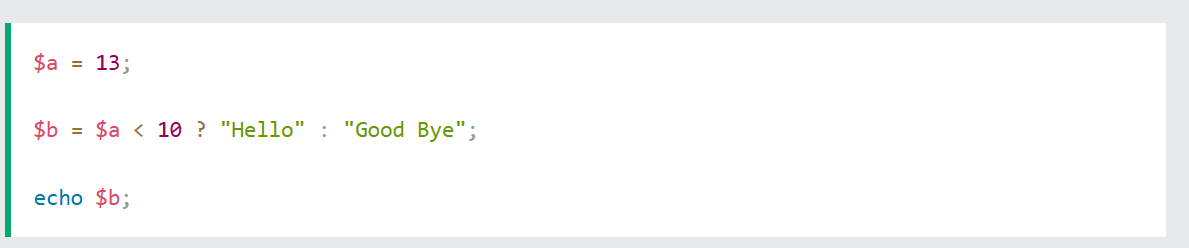 $a = 13;
$b = $a < 10 ? "Hello" : "Good Bye";
echo $b;